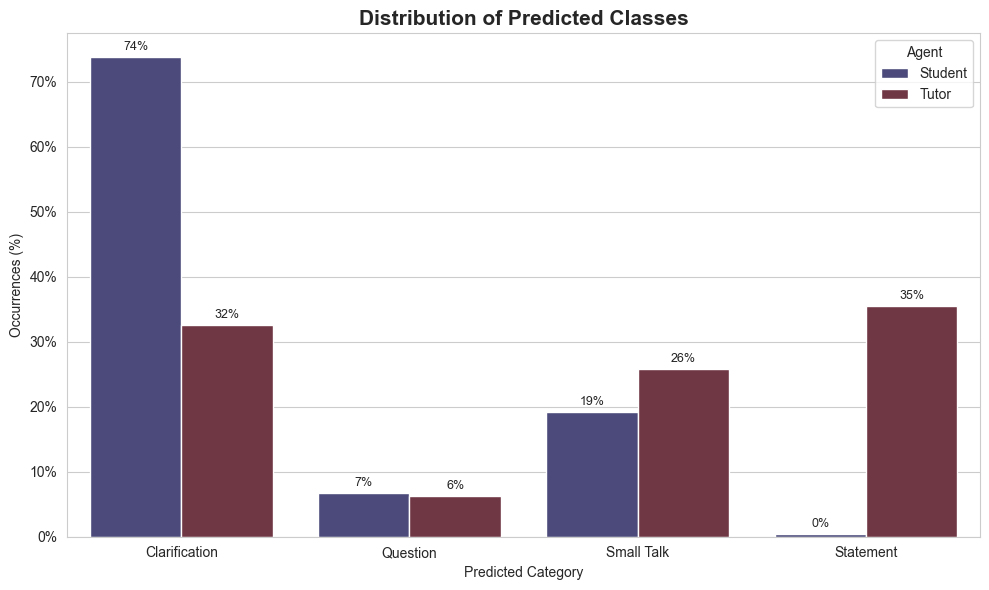 Distribution of Predicted Classes
Agent
Student
Tutor
Occurrences (%)
70%
60%
50%
40%
30%
20%
10%
0%
74%
32%
7%
6%
19%
26%
0%
35%
Clarification
Question
Small Talk
Statement
Predicted Category